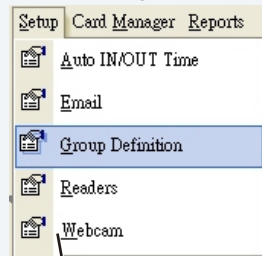 Setup Card Manager Reports
Auto IN/OUT Time
Email
Group Definition
Readers
Webcam